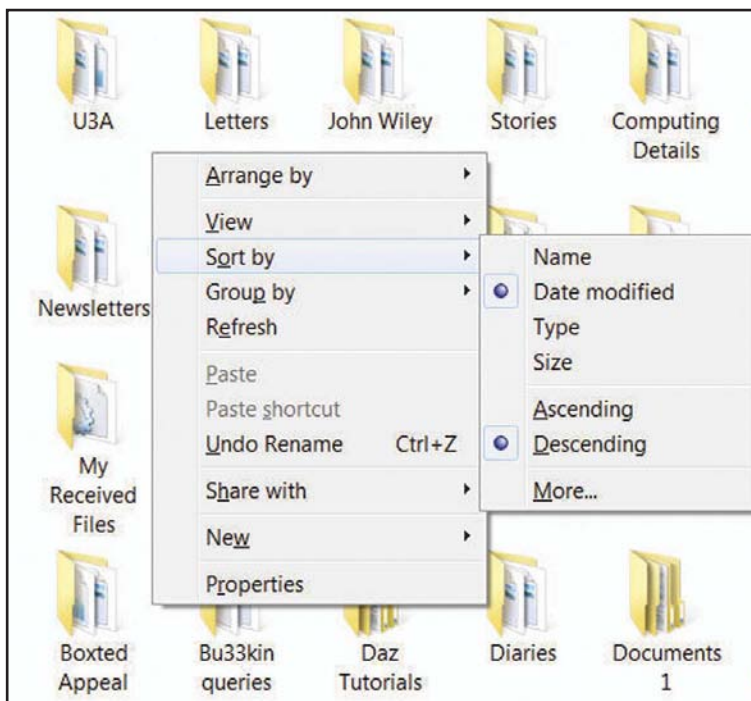 U3A
Letters
John Wiley
Stories
Computing
Details
Newsletters
My
Received
Files
Boxted
Appeal
Bu33kin
queries
Daz
Tutorials
Diaries
Documents
1
Arrange by
View
Sort by
Group by
Refresh
Paste
Paste shortcut
Undo Rename Ctrl+Z
Share with
New
Properties
Name
Date modified
Type
Size
Ascending
Descending
More...